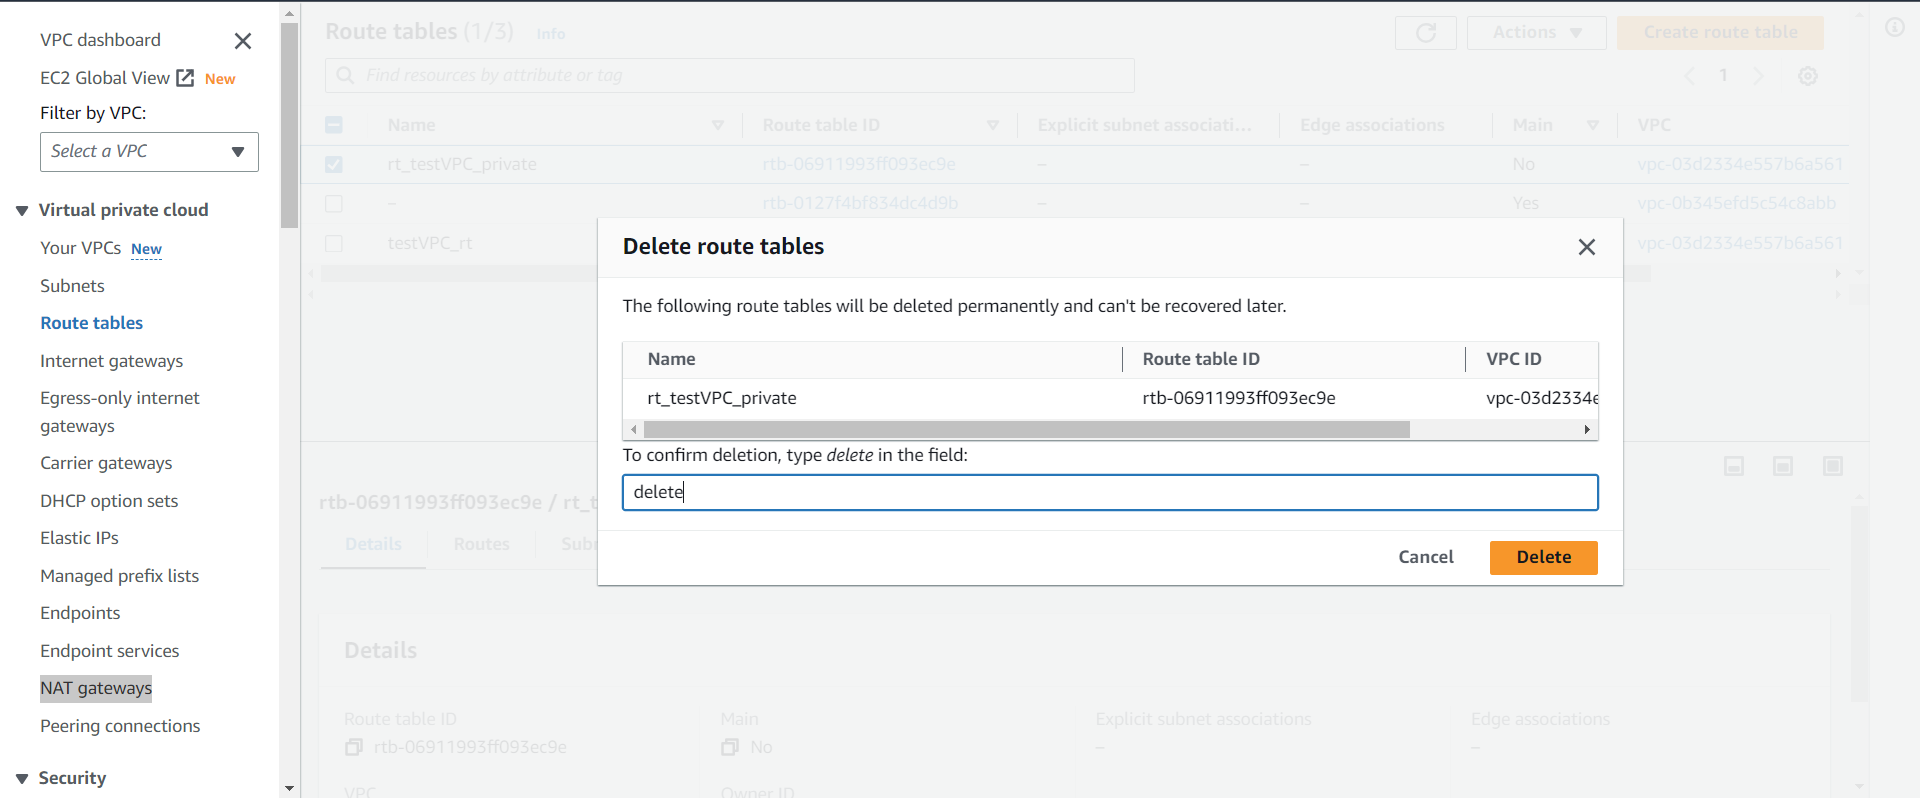 VPC dashboard
EC2 Global View New
Filter by VPC:
Select a VPC
Virtual private cloud
Your VPCs New
Subnets
Route tables
Internet gateways
Egress-only internet
gateways
Carrier gateways
DHCP option sets
Elastic IPs
Managed prefix lists
Endpoints
Endpoint services
NAT gateways
Peering connections
Security
Route tables (1/3) Info
Actions
Create route table
Find resources by attribute or tag
1
Name Route table ID Explicit subnet associati... Edge associations Main VPC
rt_testVPC_private rtb-06911993ff093ec9e – – No vpc-03d2334e557b6a561
– rtb-0127f4bf834dc4d9b – – Yes vpc-0b345efd5c54c8abb
testVPC_rt vpc-03d2334e557b6a561
Delete route tables
The following route tables will be deleted permanently and can't be recovered later.
Name Route table ID VPC ID
rt_testVPC_private rtb-06911993ff093ec9e vpc-03d2334e
To confirm deletion, type delete in the field:
delete
Cancel Delete
rtb-06911993ff093ec9e / rt_t
Details Routes Subn
Details
Route table ID Main Explicit subnet associations Edge associations
rtb-06911993ff093ec9e No – –
VPC Owner ID